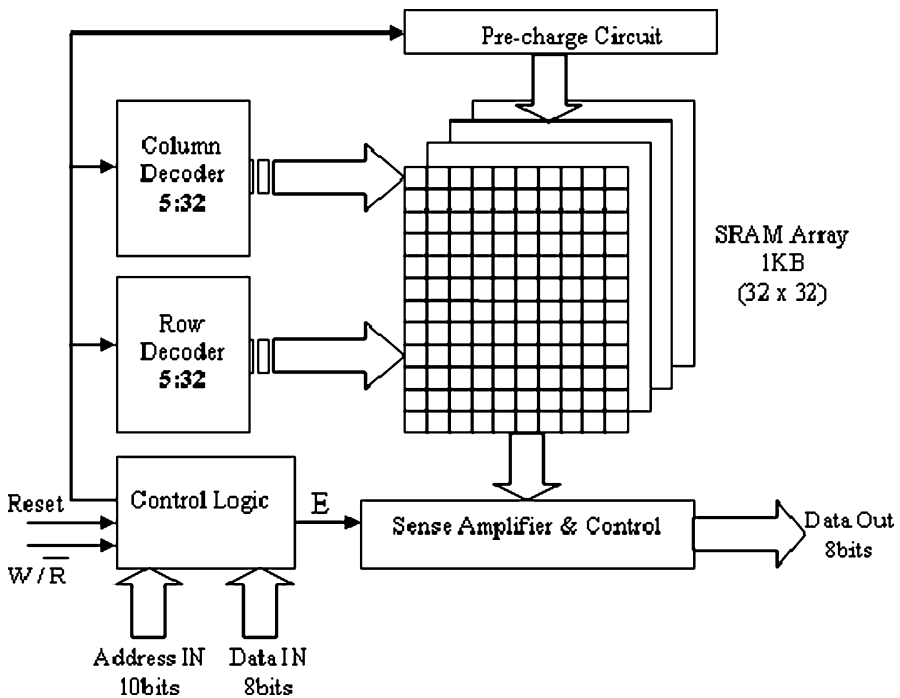 Pre-charge Circuit
Column
Decoder
5:32
SRAM Array
1KB
(32 x 32)
Row
Decoder
5:32
Reset
W / R̅
Control Logic
E
Sense Amplifier & Control
Data Out
8bits
Address IN
10bits
Data IN
8bits